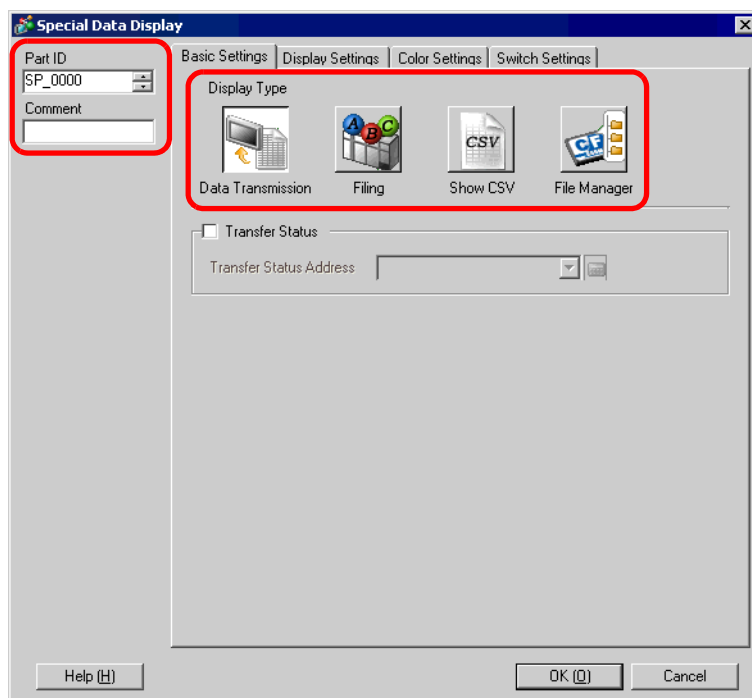 Special Data Display
Part ID
SP_0000
Comment
Basic Settings
Display Settings
Color Settings
Switch Settings
Display Type
A B C
CSV
CF
Data Transmission
Filing
Show CSV
File Manager
Transfer Status
Transfer Status Address
Help (H)
OK (O)
Cancel